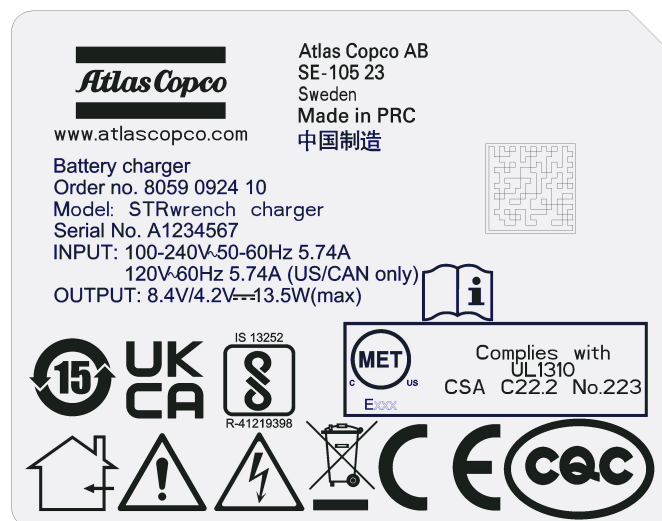 Atlas Copco
www.atlascopco.com
Atlas Copco AB
SE-105 23
Sweden
Made in PRC
中国制造
Battery charger
Order no. 8059 0924 10
Model: STRwrench charger
Serial No. A1234567
INPUT: 100-240V~50-60Hz 5.74A
120V~60Hz 5.74A (US/CAN only)
OUTPUT: 8.4V/4.2V⎓13.5W(max)
i
15
UK
CA
IS 13252
R-41219398
MET
C US
Exxx
Complies with
UL1310
CSA C22.2 No.223
CE
CQC